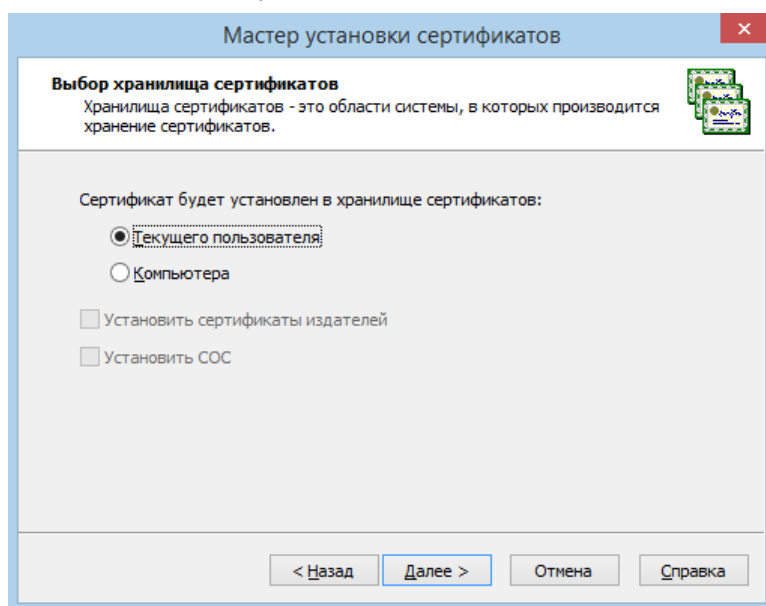 Мастер установки сертификатов
Выбор хранилища сертификатов
Хранилища сертификатов - это области системы, в которых производится
хранение сертификатов.
Сертификат будет установлен в хранилище сертификатов:
Текущего пользователя
Компьютера
Установить сертификаты издателей
Установить СОС
< Назад Далее > Отмена Справка